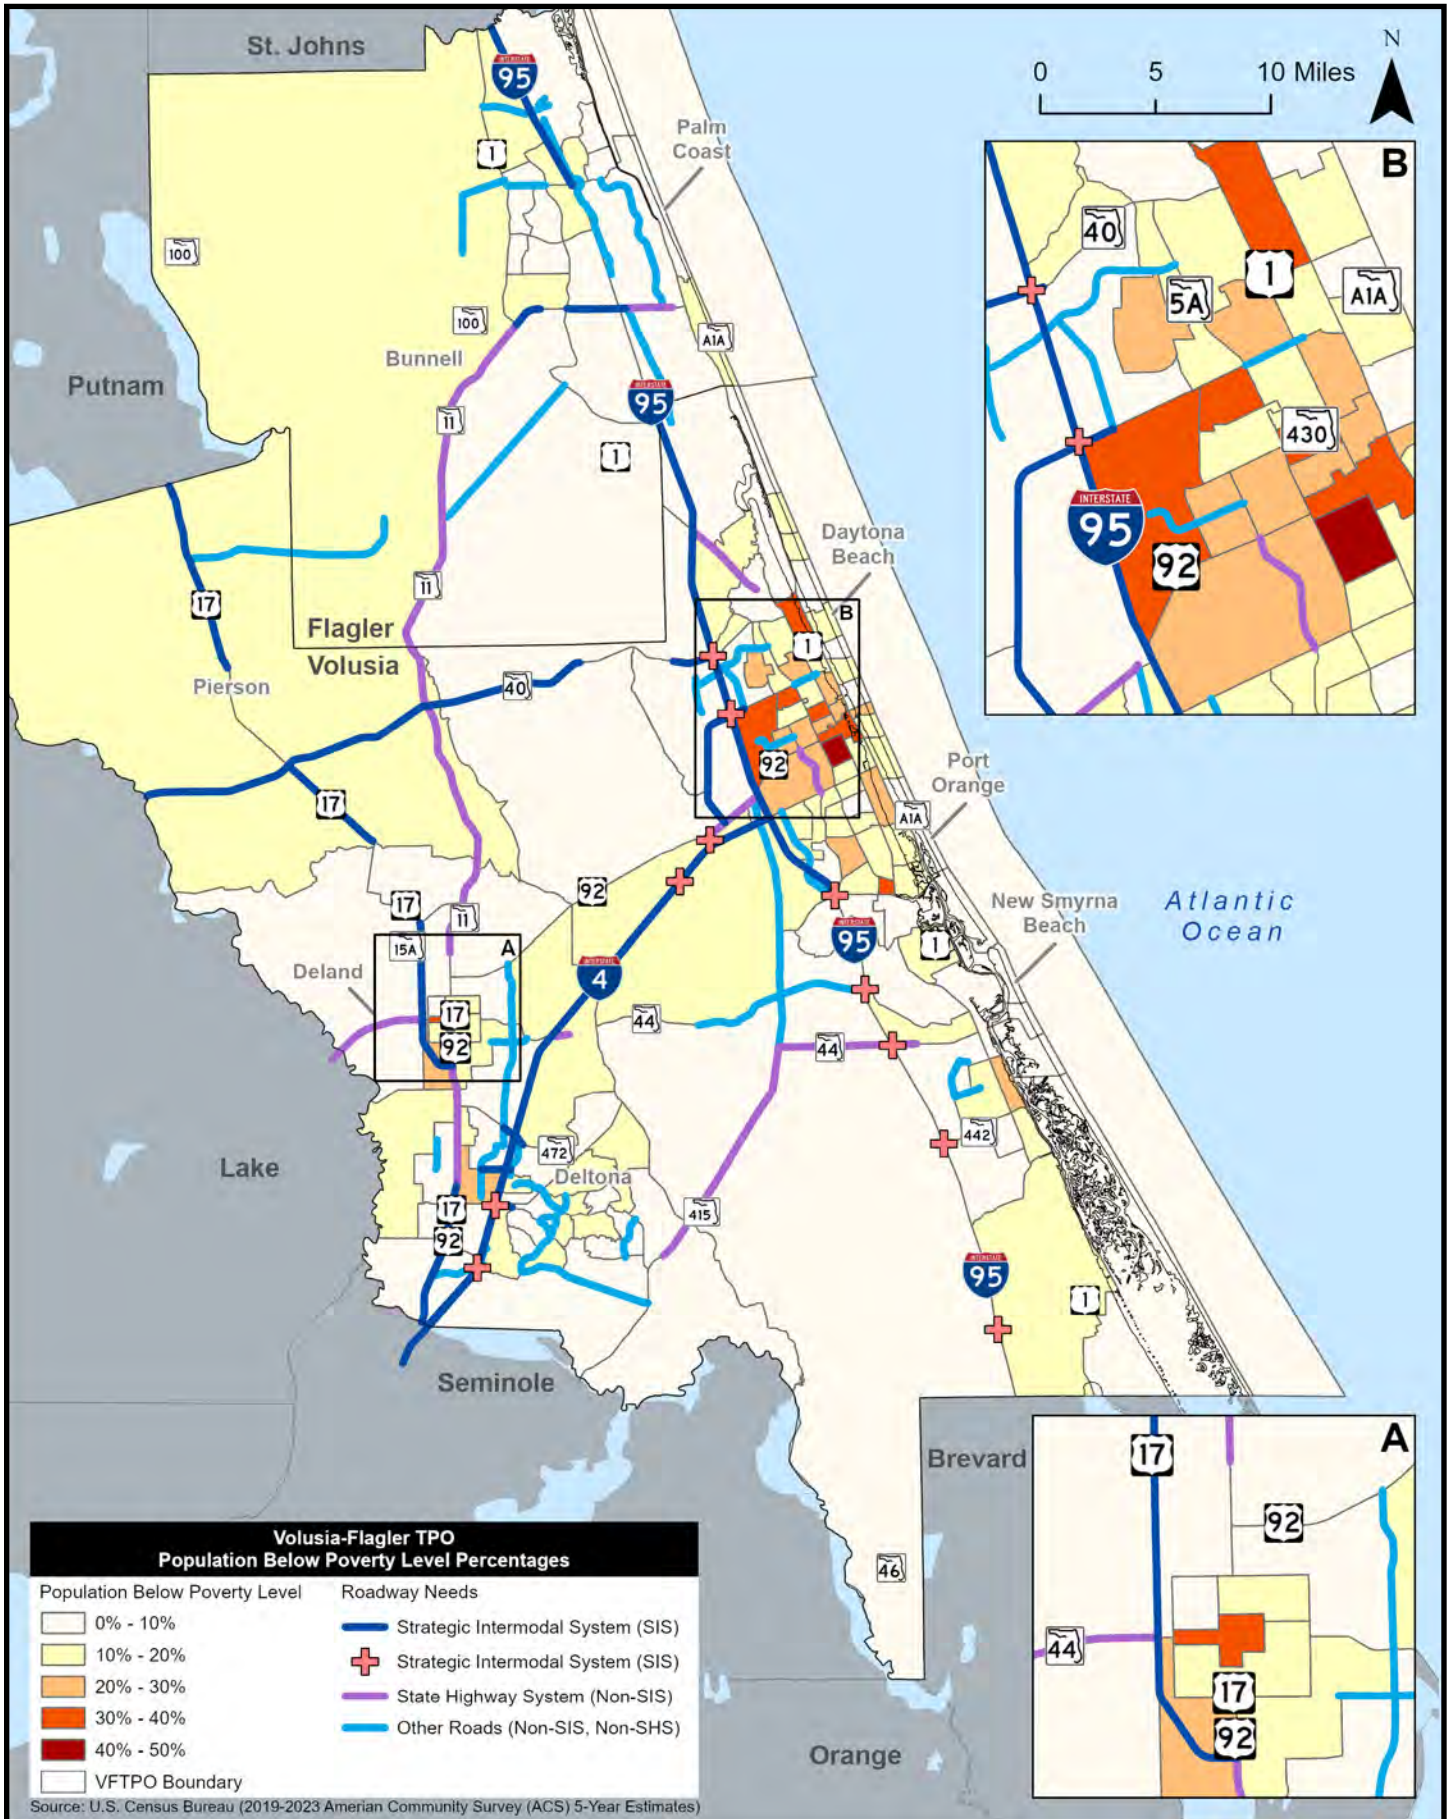 St. Johns
INTERSTATE
95
N
0 5 10 Miles
Palm
Coast
1
100
B
40
1
5A
A1A
100
A1A
Bunnell
Putnam
INTERSTATE
95
11
1
430
INTERSTATE
95
92
Daytona
Beach
11
17
Flagler
Volusia
B
1
Pierson
40
92
17
Port
Orange
A1A
92
17
11
15A
A
New Smyrna
Beach
Atlantic
Ocean
INTERSTATE
95
1
Deland
INTERSTATE
4
17
92
44
44
442
472
Deltona
Lake
17
92
415
INTERSTATE
95
1
Seminole
Brevard
A
17
92
44
17
92
46
Orange
Volusia-Flagler TPO
Population Below Poverty Level Percentages
Population Below Poverty Level
0% - 10%
10% - 20%
20% - 30%
30% - 40%
40% - 50%
VFTPO Boundary
Roadway Needs
Strategic Intermodal System (SIS)
Strategic Intermodal System (SIS)
State Highway System (Non-SIS)
Other Roads (Non-SIS, Non-SHS)
Source: U.S. Census Bureau (2019-2023 Amerian Community Survey (ACS) 5-Year Estimates)